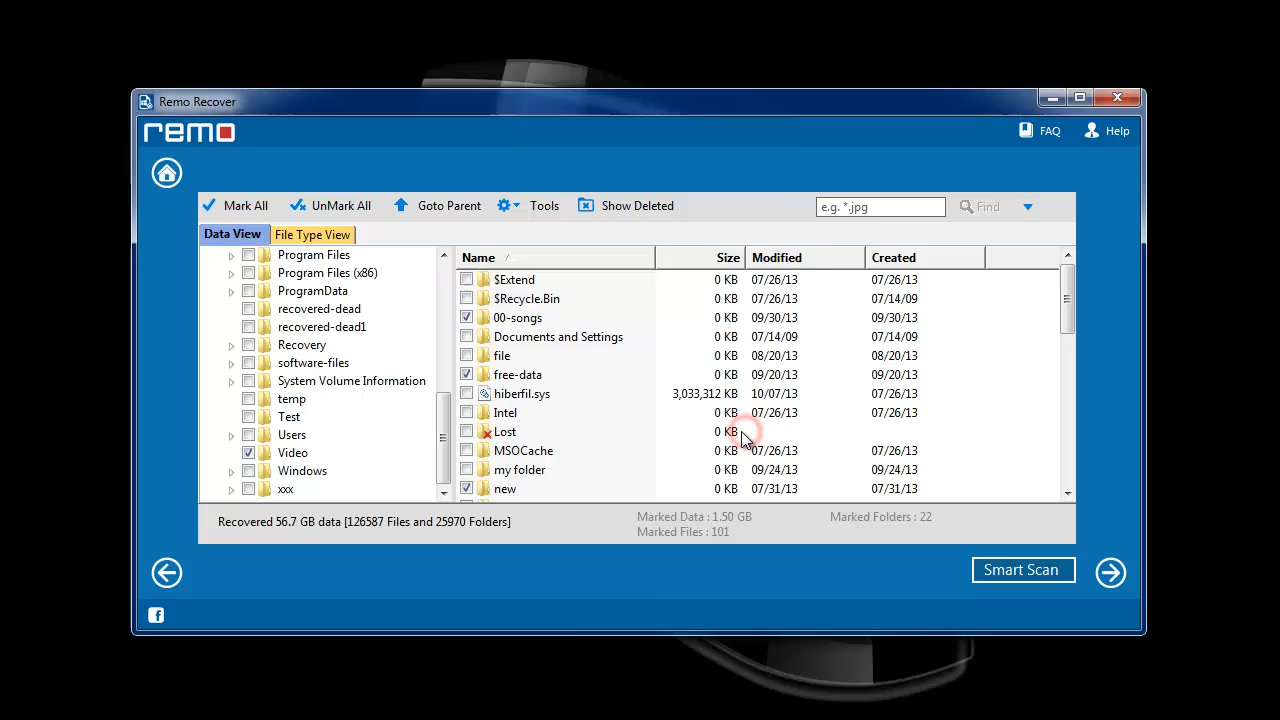 Remo Recover
remo
FAQ Help
Mark All UnMark All Goto Parent Tools Show Deleted e.g. *.jpg Find
Data View File Type View
Program Files
Program Files (x86)
ProgramData
recovered-dead
recovered-dead1
Recovery
software-files
System Volume Information
temp
Test
Users
Video
Windows
xxx
Name Size Modified Created
$Extend 0 KB 07/26/13 07/26/13
$Recycle.Bin 0 KB 07/26/13 07/14/09
00-songs 0 KB 09/30/13 09/30/13
Documents and Settings 0 KB 07/14/09 07/14/09
file 0 KB 08/20/13 08/20/13
free-data 0 KB 09/20/13 09/20/13
hiberfil.sys 3,033,312 KB 10/07/13 07/26/13
Intel 0 KB 07/26/13 07/26/13
Lost 0 KB
MSOCache 0 KB 07/26/13 07/26/13
my folder 0 KB 09/24/13 09/24/13
new 0 KB 07/31/13 07/31/13
Recovered 56.7 GB data [126587 Files and 25970 Folders]
Marked Data : 1.50 GB Marked Folders : 22
Marked Files : 101
Smart Scan